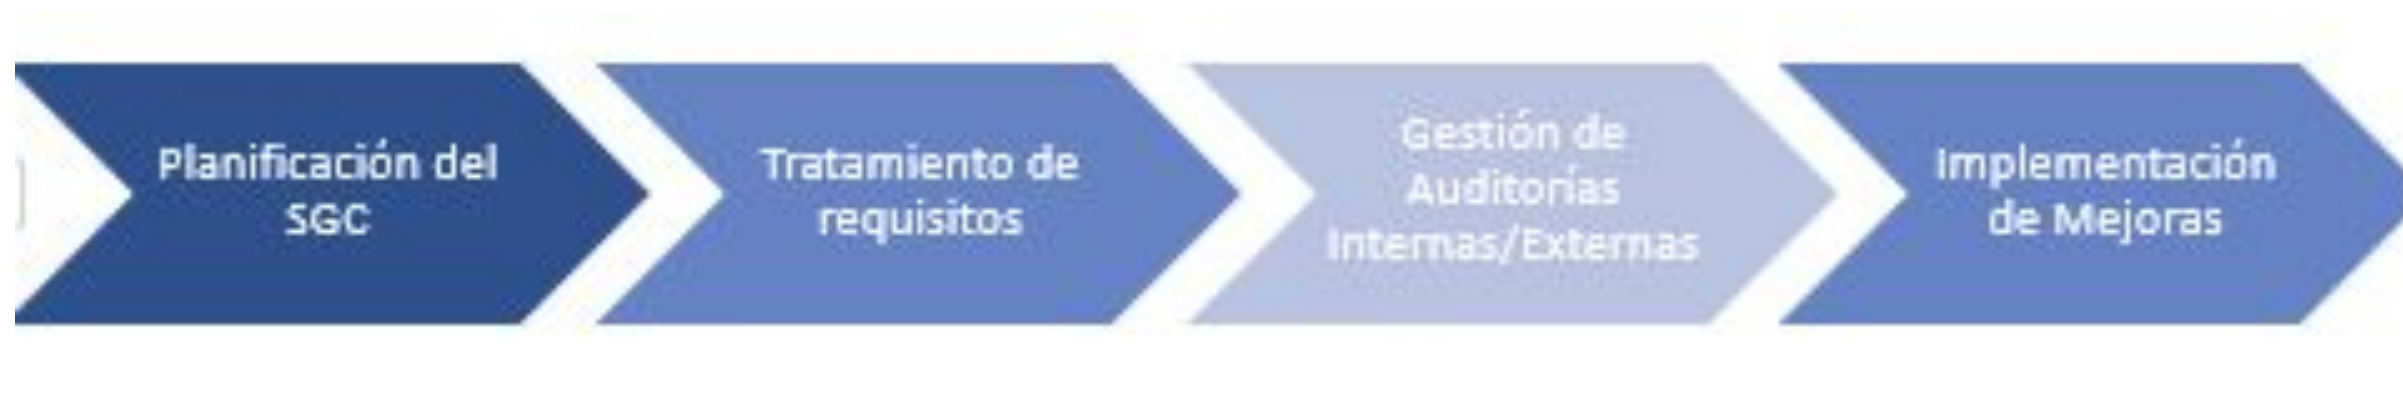 Planificación del
SGC
Tratamiento de
requisitos
Gestión de
Auditorías
Internas/Externas
Implementación
de Mejoras